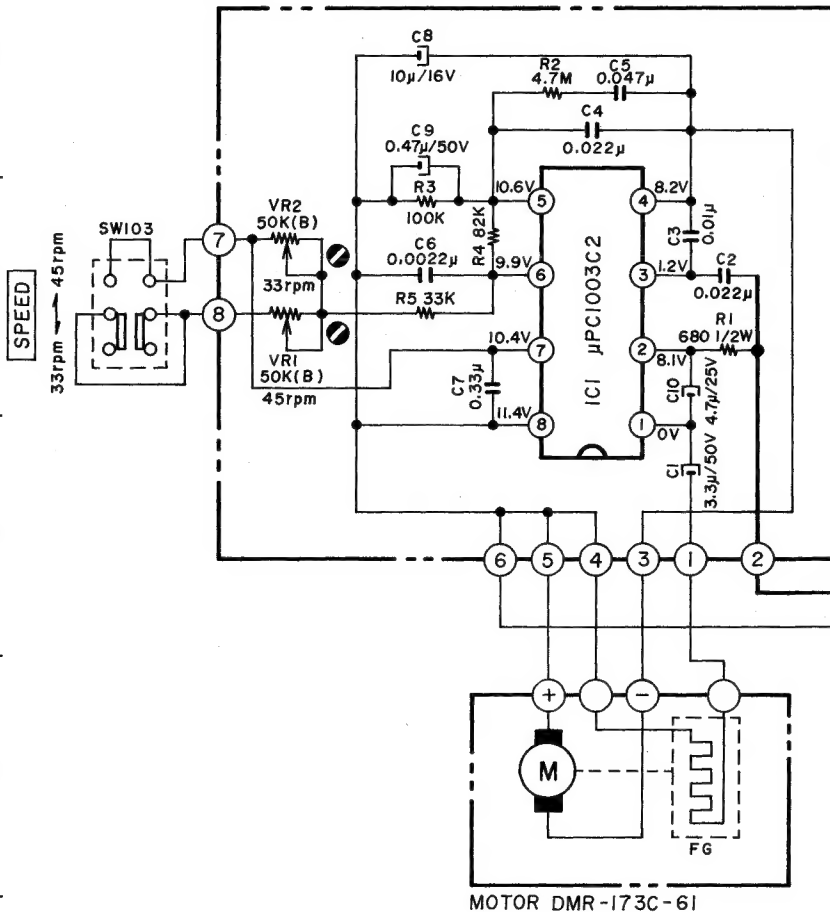 C8
10μ/16V
R2
4.7M
C5
0.047μ
C4
0.022μ
C9
0.47μ/50V
R3
100K
10.6V
5
4
8.2V
VR2
50K(B)
SW103
7
33rpm
C6
0.0022μ
R4 82K
9.9V
6
μPC1003C2
IC1
3
1.2V
C3
0.01μ
C2
0.022μ
SPEED
33rpm 45rpm
8
R5 33K
VR1
50K(B)
45rpm
10.4V
7
2
8.1V
R1
680 1/2W
C7
0.33μ
C10
4.7μ/25V
11.4V
8
1
0V
C1
3.3μ/50V
6
5
4
3
1
2
+
−
M
FG
MOTOR DMR-173C-61